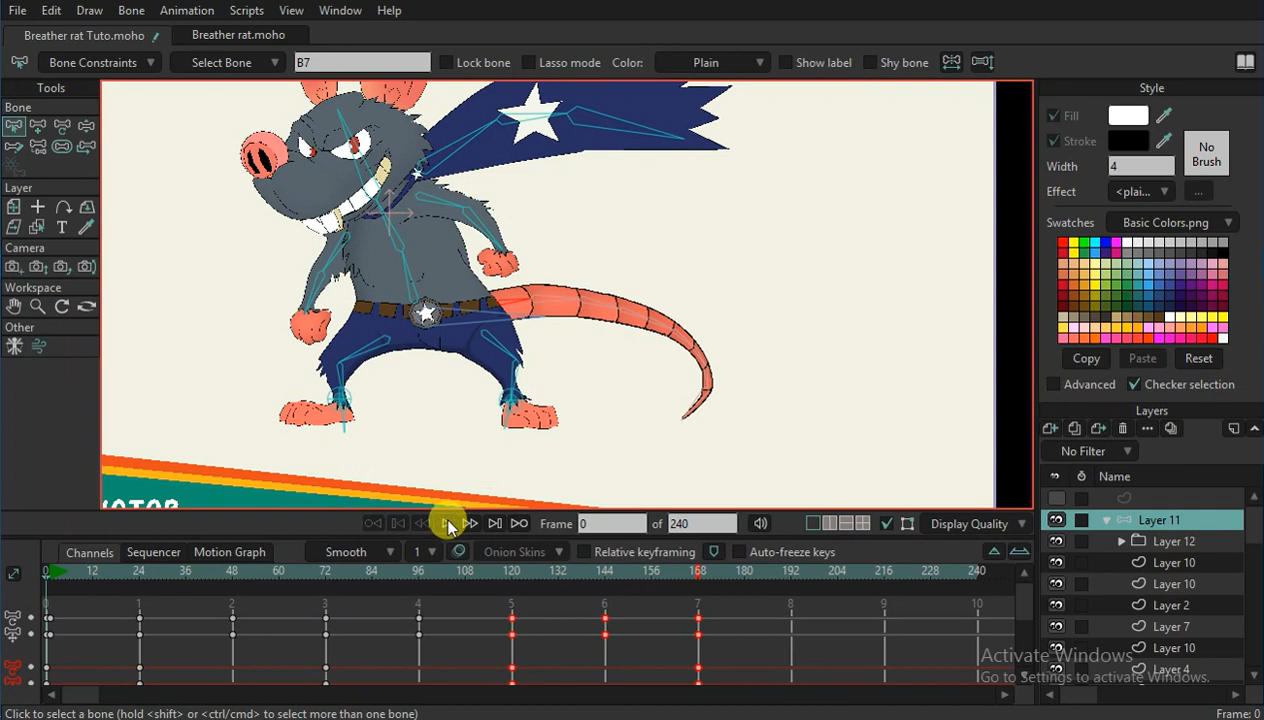 File Edit Draw Bone Animation Scripts View Window Help
Breather rat Tuto.moho Breather rat.moho
Bone Constraints Select Bone B7 Lock bone Lasso mode Color: Plain Show label Shy bone
Tools
Bone
Layer
Camera
Workspace
Other
Style
Fill
Stroke
No Brush
Width 4
Effect <plai... ...
Swatches Basic Colors.png
Copy Paste Reset
Advanced Checker selection
Layers
No Filter
Name
Layer 11
Layer 12
Layer 10
Layer 10
Layer 2
Layer 7
Layer 10
Layer 4
Frame 0 of 240 Display Quality
Channels Sequencer Motion Graph Smooth 1 Onion Skins Relative keyframing Auto-freeze keys
0 12 24 36 48 60 72 84 96 108 120 132 144 156 168 180 192 204 216 228 240
0 1 2 3 4 5 6 7 8 9 10
Activate Windows
Go to Settings to activate Windows.
Click to select a bone (hold <shift> or <ctrl/cmd> to select more than one bone) Frame: 0